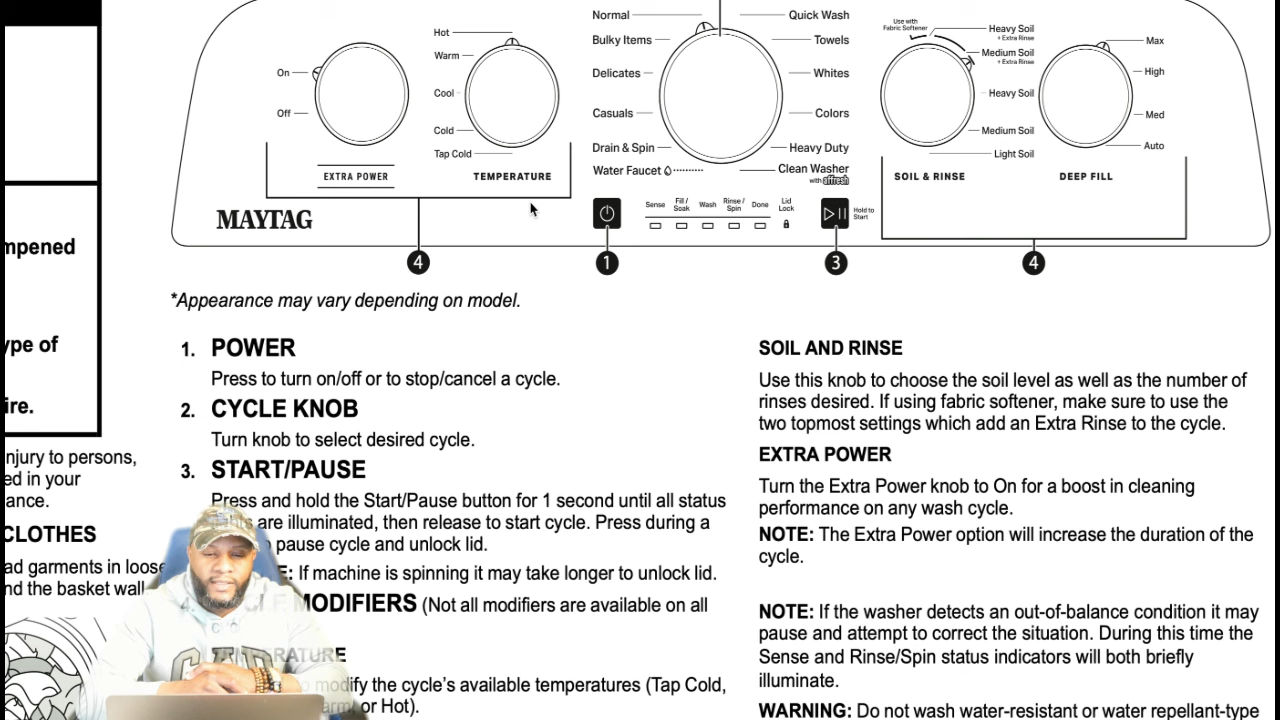 Normal
Bulky Items
Delicates
Casuals
Drain & Spin
Water Faucet
Quick Wash
Towels
Whites
Colors
Heavy Duty
Clean Washer
with affresh
On
Off
EXTRA POWER
Hot
Warm
Cool
Cold
Tap Cold
TEMPERATURE
Use with
Fabric Softener
Heavy Soil
+ Extra Rinse
Medium Soil
+ Extra Rinse
Heavy Soil
Medium Soil
Light Soil
SOIL & RINSE
Max
High
Med
Auto
DEEP FILL
MAYTAG
Sense
Fill /
Soak
Wash
Rinse /
Spin
Done
Lid
Lock
Hold to
Start
4
1
3
4
*Appearance may vary depending on model.
1. POWER
Press to turn on/off or to stop/cancel a cycle.
2. CYCLE KNOB
Turn knob to select desired cycle.
3. START/PAUSE
Press and hold the Start/Pause button for 1 second until all status
are illuminated, then release to start cycle. Press during a
pause cycle and unlock lid.
E: If machine is spinning it may take longer to unlock lid.
MODIFIERS (Not all modifiers are available on all
RATURE
modify the cycle's available temperatures (Tap Cold,
or Hot).
SOIL AND RINSE
Use this knob to choose the soil level as well as the number of
rinses desired. If using fabric softener, make sure to use the
two topmost settings which add an Extra Rinse to the cycle.
EXTRA POWER
Turn the Extra Power knob to On for a boost in cleaning
performance on any wash cycle.
NOTE: The Extra Power option will increase the duration of the
cycle.
NOTE: If the washer detects an out-of-balance condition it may
pause and attempt to correct the situation. During this time the
Sense and Rinse/Spin status indicators will both briefly
illuminate.
WARNING: Do not wash water-resistant or water repellant-type
mpened
ype of
ire.
njury to persons,
ed in your
ance.
CLOTHES
ad garments in loose
nd the basket wall